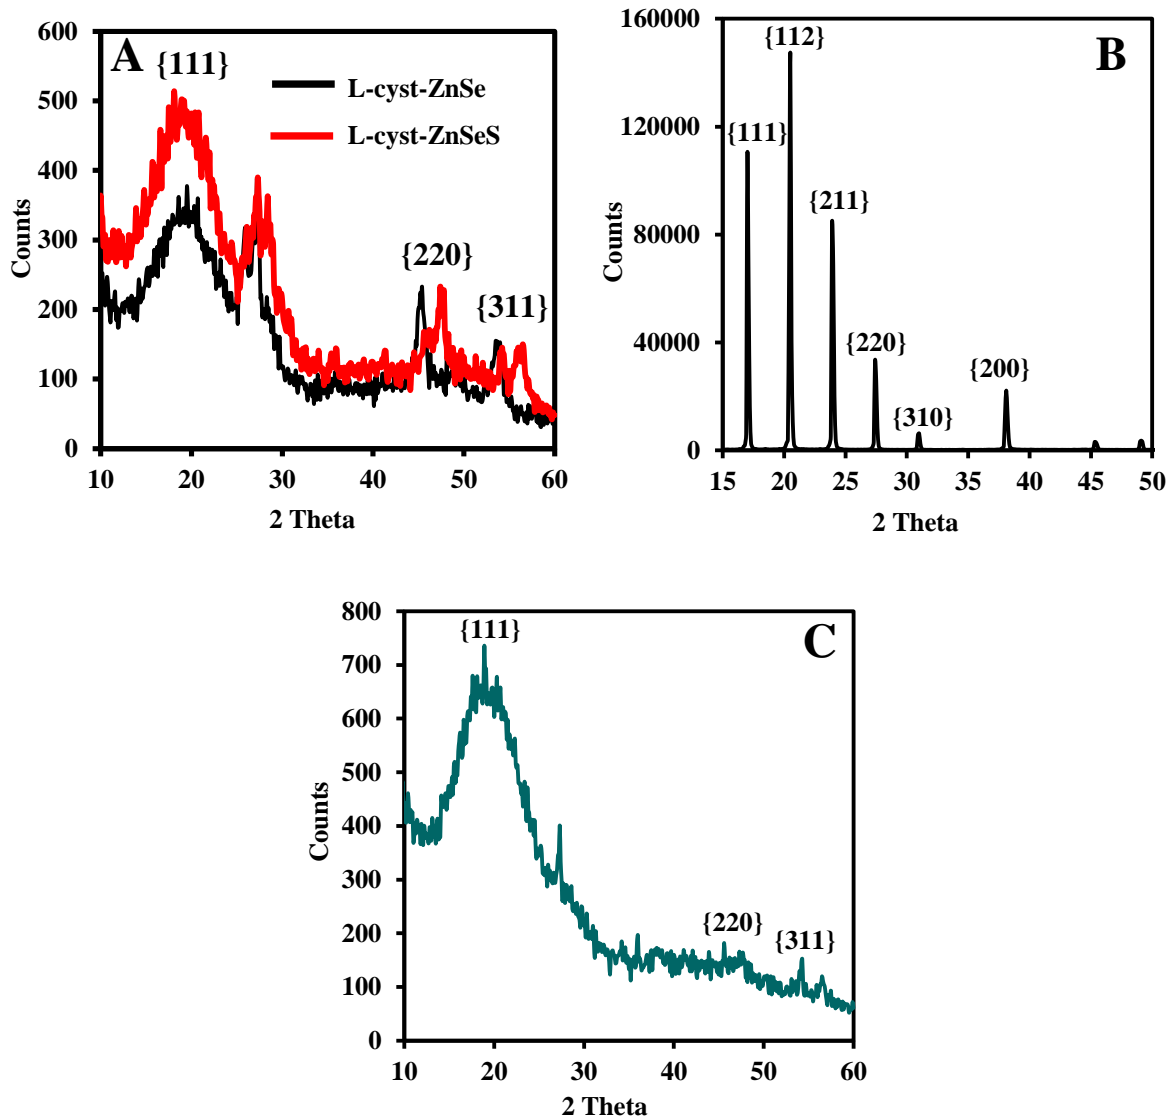 A
{111}
L-cyst-ZnSe
L-cyst-ZnSeS
{220}
{311}
600
500
400
300
200
100
0
Counts
10 20 30 40 50 60
2 Theta
B
{112}
{111}
{211}
{220}
{310}
{200}
160000
120000
80000
40000
0
Counts
15 20 25 30 35 40 45 50
2 Theta
C
{111}
{220}
{311}
800
700
600
500
400
300
200
100
0
Counts
10 20 30 40 50 60
2 Theta